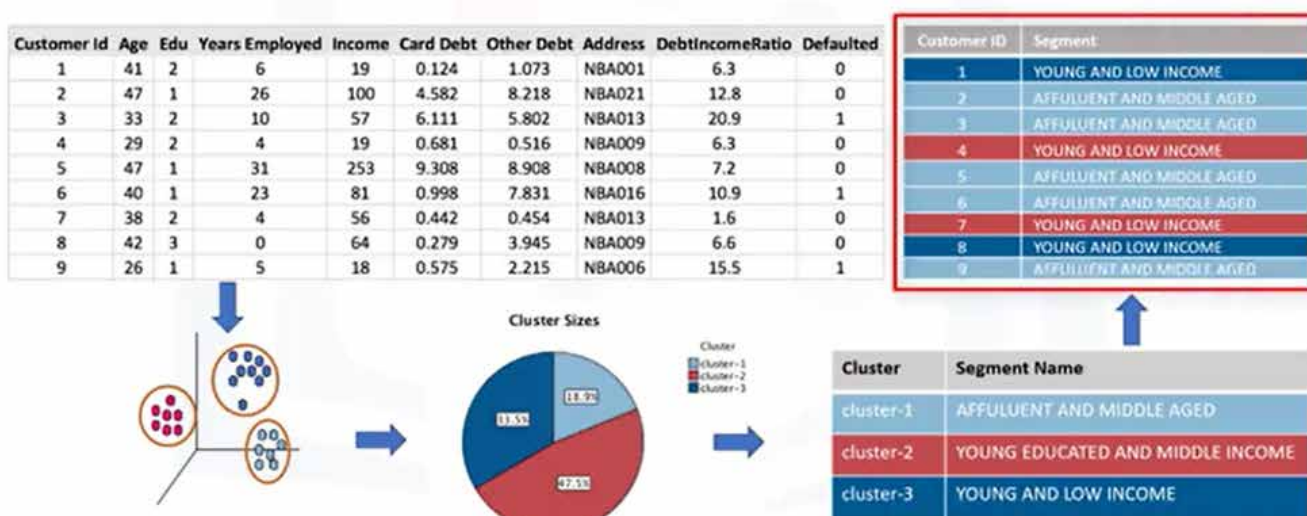 Customer Id Age Edu Years Employed Income Card Debt Other Debt Address DebtIncomeRatio Defaulted
1 41 2 6 19 0.124 1.073 NBA001 6.3 0
2 47 1 26 100 4.582 8.218 NBA021 12.8 0
3 33 2 10 57 6.111 5.802 NBA013 20.9 1
4 29 2 4 19 0.681 0.516 NBA009 6.3 0
5 47 1 31 253 9.308 8.908 NBA008 7.2 0
6 40 1 23 81 0.998 7.831 NBA016 10.9 1
7 38 2 4 56 0.442 0.454 NBA013 1.6 0
8 42 3 0 64 0.279 3.945 NBA009 6.6 0
9 26 1 5 18 0.575 2.215 NBA006 15.5 1
Customer ID Segment
1 YOUNG AND LOW INCOME
2 AFFULUENT AND MIDDLE AGED
3 AFFULUENT AND MIDDLE AGED
4 YOUNG AND LOW INCOME
5 AFFULUENT AND MIDDLE AGED
6 AFFULUENT AND MIDDLE AGED
7 YOUNG AND LOW INCOME
8 YOUNG AND LOW INCOME
9 AFFULUENT AND MIDDLE AGED
Cluster Sizes
Cluster
cluster-1
cluster-2
cluster-3
18.9%
33.5%
47.5%
Cluster Segment Name
cluster-1 AFFULUENT AND MIDDLE AGED
cluster-2 YOUNG EDUCATED AND MIDDLE INCOME
cluster-3 YOUNG AND LOW INCOME